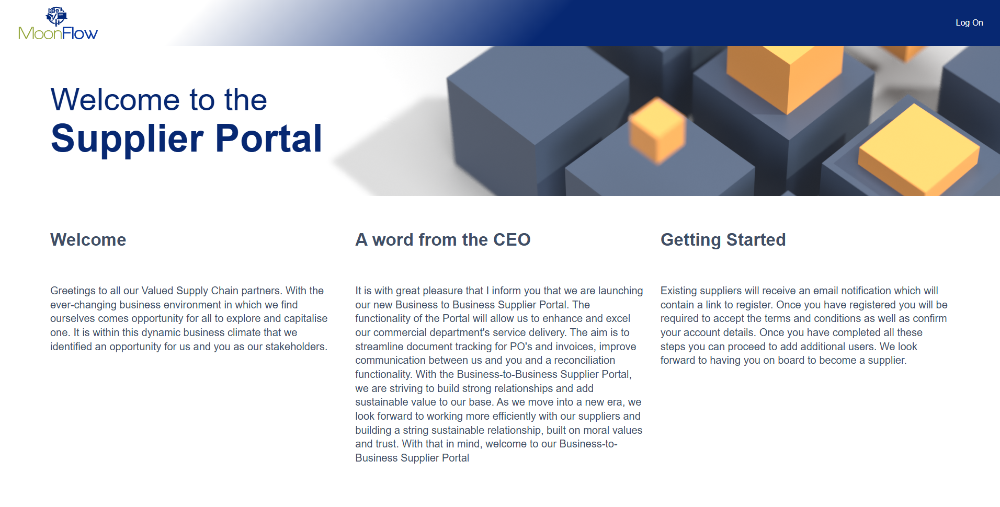 MoonFlow
Log On
Welcome to the
Supplier Portal
Welcome
Greetings to all our Valued Supply Chain partners. With the
ever-changing business environment in which we find
ourselves comes opportunity for all to explore and capitalise
one. It is within this dynamic business climate that we
identified an opportunity for us and you as our stakeholders.
A word from the CEO
It is with great pleasure that I inform you that we are launching
our new Business to Business Supplier Portal. The
functionality of the Portal will allow us to enhance and excel
our commercial department's service delivery. The aim is to
streamline document tracking for PO's and invoices, improve
communication between us and you and a reconciliation
functionality. With the Business-to-Business Supplier Portal,
we are striving to build strong relationships and add
sustainable value to our base. As we move into a new era, we
look forward to working more efficiently with our suppliers and
building a string sustainable relationship, built on moral values
and trust. With that in mind, welcome to our Business-to-
Business Supplier Portal
Getting Started
Existing suppliers will receive an email notification which will
contain a link to register. Once you have registered you will be
required to accept the terms and conditions as well as confirm
your account details. Once you have completed all these
steps you can proceed to add additional users. We look
forward to having you on board to become a supplier.